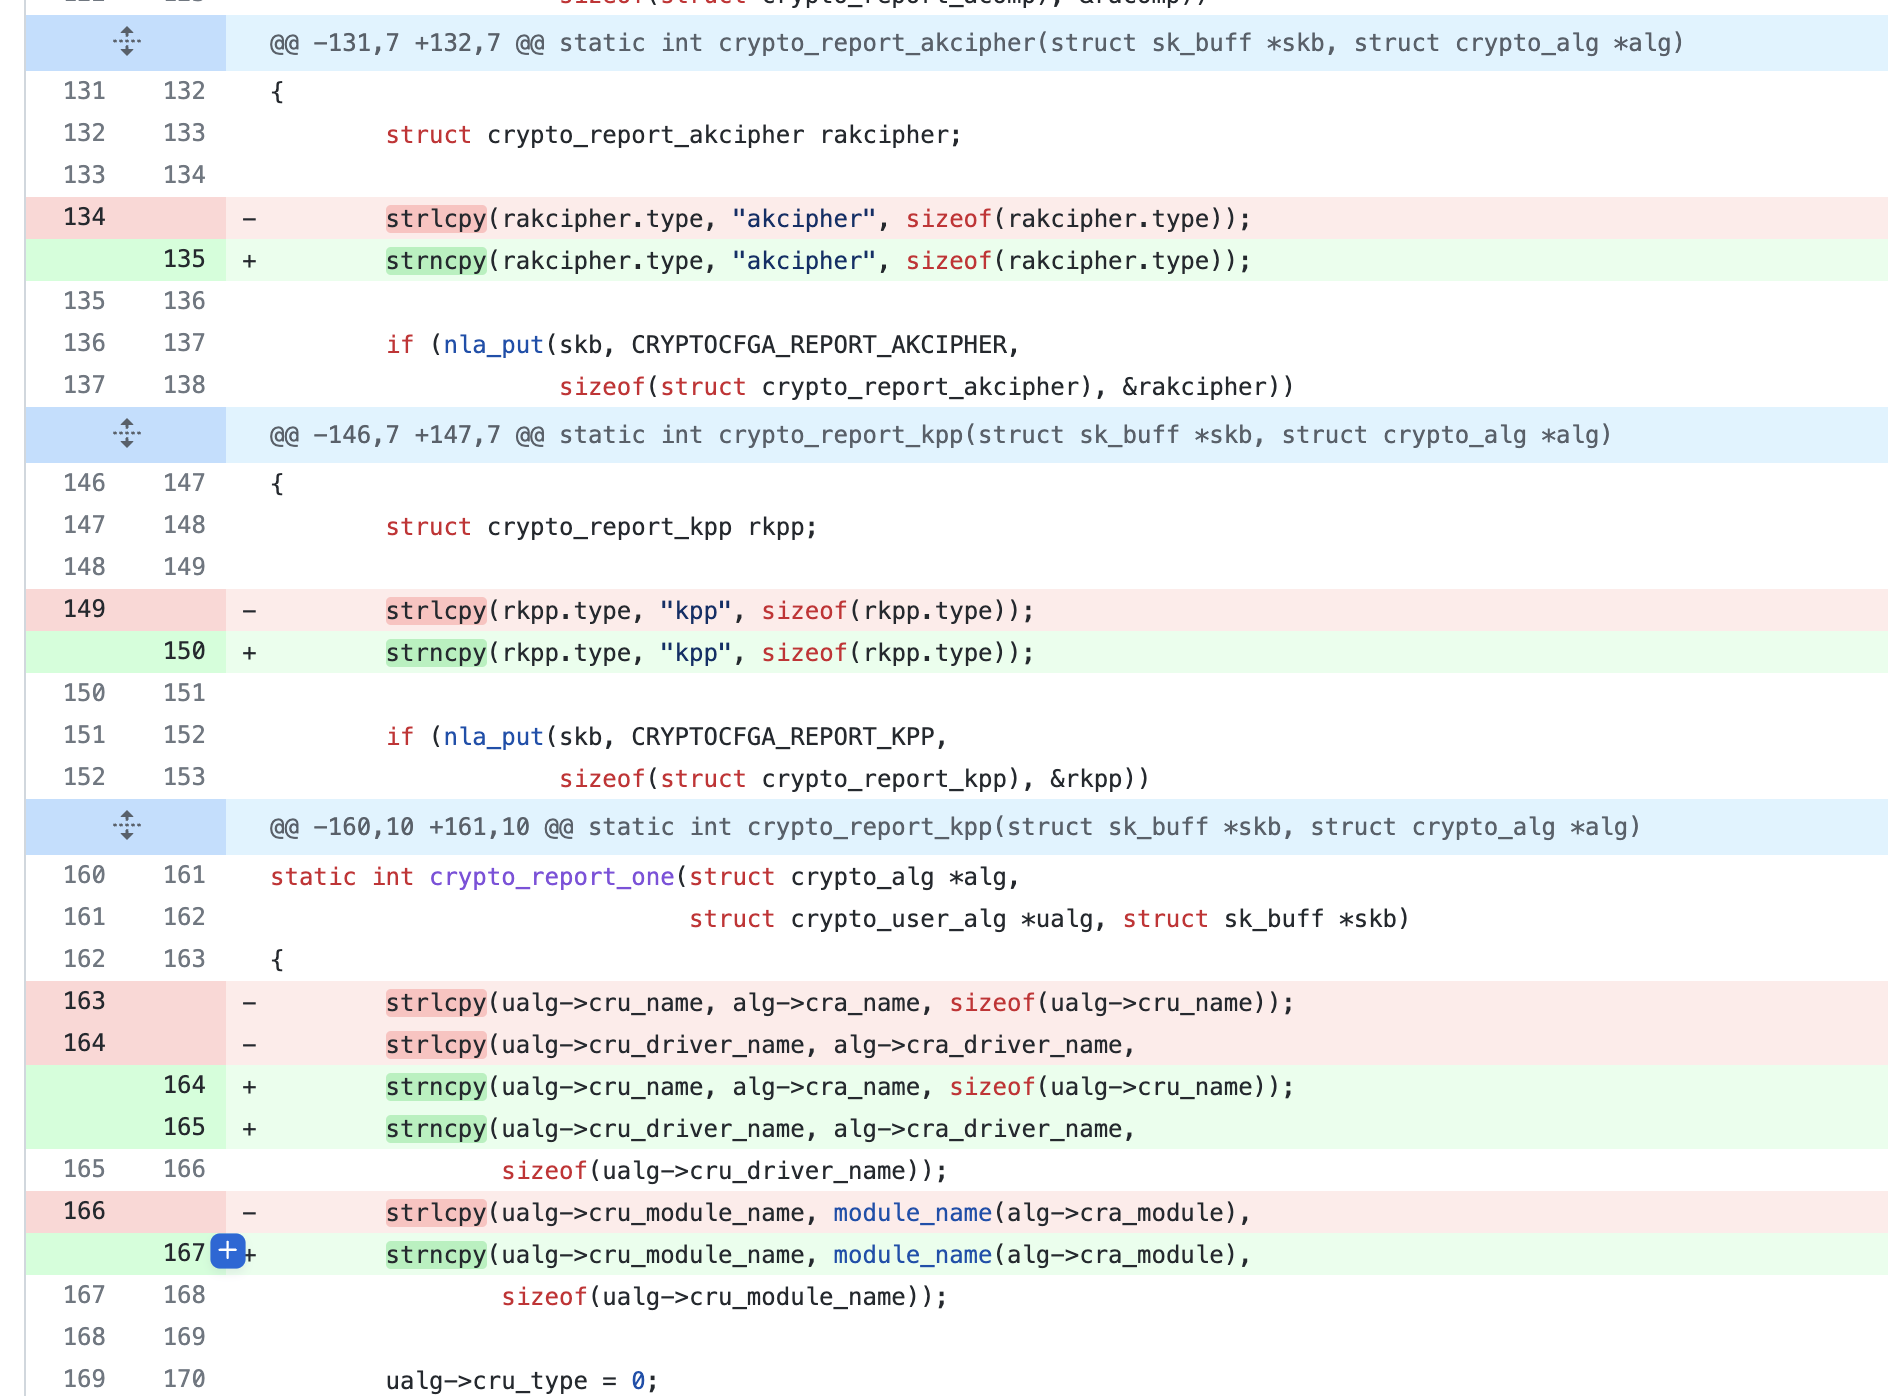 sizeof(struct crypto_report_acomp), &racomp))
@@ -131,7 +132,7 @@ static int crypto_report_akcipher(struct sk_buff *skb, struct crypto_alg *alg)
131 132 {
132 133 struct crypto_report_akcipher rakcipher;
133 134
134 - strlcpy(rakcipher.type, "akcipher", sizeof(rakcipher.type));
135 + strncpy(rakcipher.type, "akcipher", sizeof(rakcipher.type));
135 136
136 137 if (nla_put(skb, CRYPTOCFGA_REPORT_AKCIPHER,
137 138 sizeof(struct crypto_report_akcipher), &rakcipher))
@@ -146,7 +147,7 @@ static int crypto_report_kpp(struct sk_buff *skb, struct crypto_alg *alg)
146 147 {
147 148 struct crypto_report_kpp rkpp;
148 149
149 - strlcpy(rkpp.type, "kpp", sizeof(rkpp.type));
150 + strncpy(rkpp.type, "kpp", sizeof(rkpp.type));
150 151
151 152 if (nla_put(skb, CRYPTOCFGA_REPORT_KPP,
152 153 sizeof(struct crypto_report_kpp), &rkpp))
@@ -160,10 +161,10 @@ static int crypto_report_kpp(struct sk_buff *skb, struct crypto_alg *alg)
160 161 static int crypto_report_one(struct crypto_alg *alg,
161 162 struct crypto_user_alg *ualg, struct sk_buff *skb)
162 163 {
163 - strlcpy(ualg->cru_name, alg->cra_name, sizeof(ualg->cru_name));
164 - strlcpy(ualg->cru_driver_name, alg->cra_driver_name,
164 + strncpy(ualg->cru_name, alg->cra_name, sizeof(ualg->cru_name));
165 + strncpy(ualg->cru_driver_name, alg->cra_driver_name,
165 166 sizeof(ualg->cru_driver_name));
166 - strlcpy(ualg->cru_module_name, module_name(alg->cra_module),
167 + strncpy(ualg->cru_module_name, module_name(alg->cra_module),
167 168 sizeof(ualg->cru_module_name));
168 169
169 170 ualg->cru_type = 0;